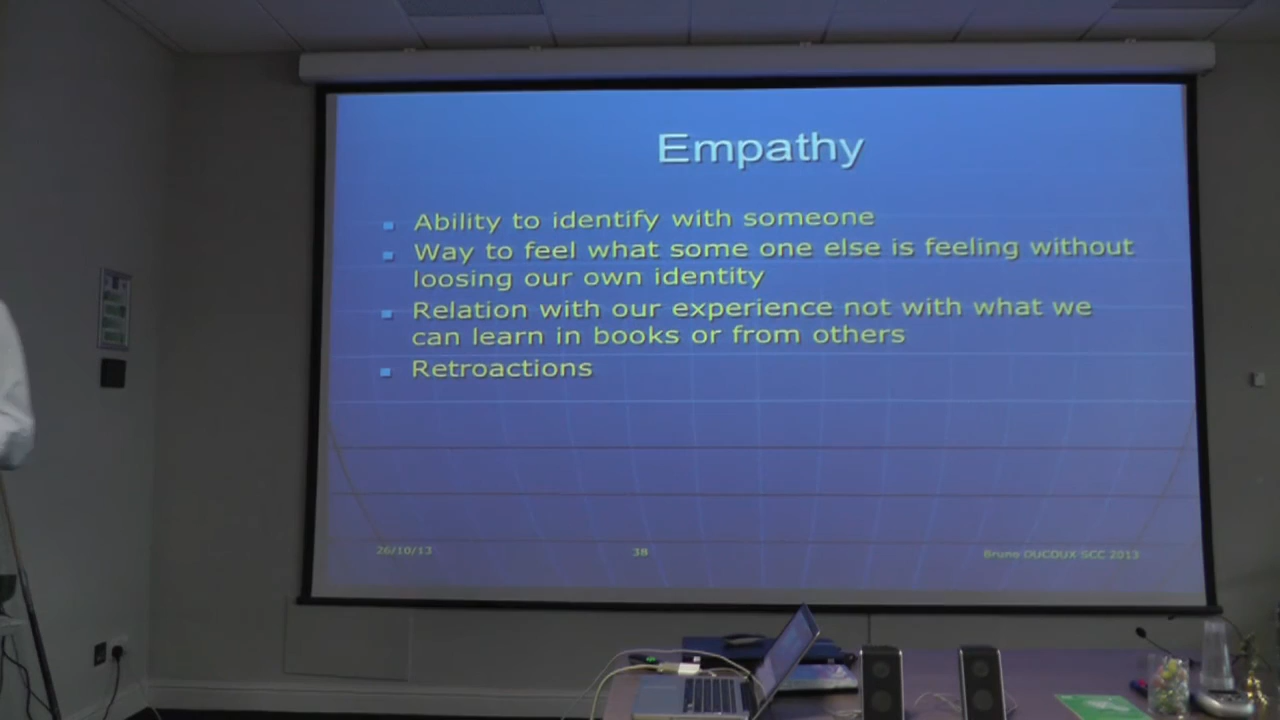 Empathy
Ability to identify with someone
Way to feel what some one else is feeling without
loosing our own identity
Relation with our experience not with what we
can learn in books or from others
Retroactions
26/10/13
38
Bruno DUCOUX SCC 2013